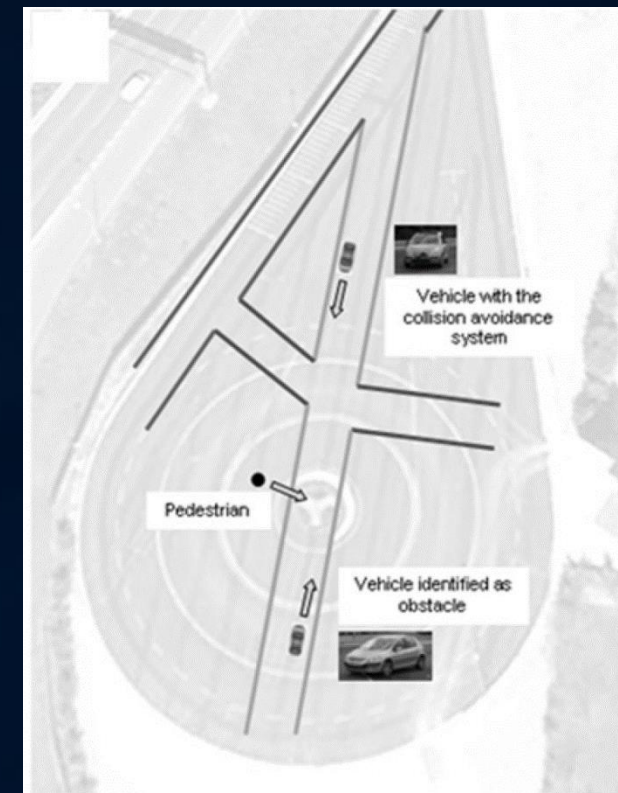 Vehicle with the
collision avoidance
system
Pedestrian
Vehicle identified as
obstacle